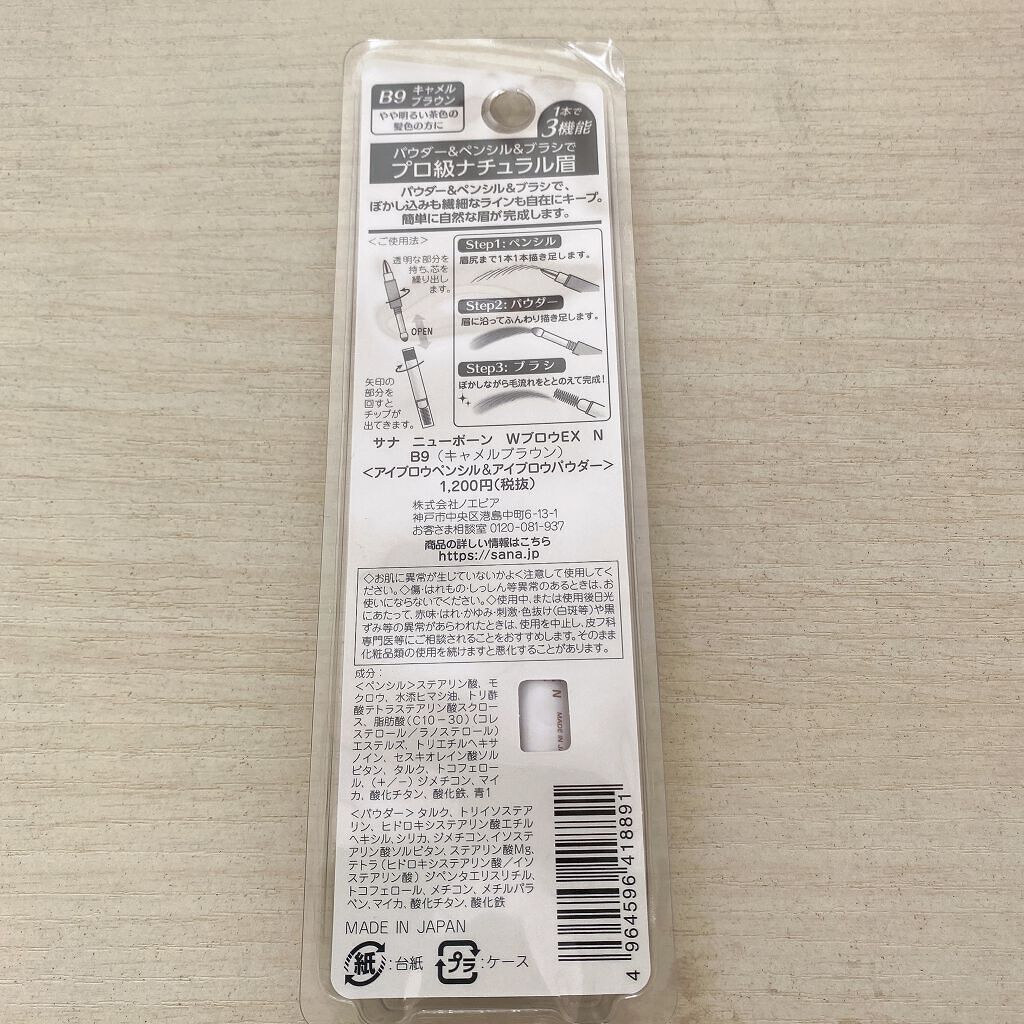 B9 キャメル
ブラウン
やや明るい茶色の
髪色の方に
1本で
3機能
パウダー&ペンシル&ブラシで
プロ級ナチュラル眉
パウダー&ペンシル&ブラシで、
ぼかし込みも繊細なラインも自在にキープ。
簡単に自然な眉が完成します。
<ご使用法>
透明な部分を
持ち、芯を
繰り出し
ます。
OPEN
矢印の
部分を
回すと
チップが
出てきます。
Step1:ペンシル
眉尻まで1本1本描き足します。
Step2:パウダー
眉に沿ってふんわり描き足します。
Step3:ブラシ
ぼかしながら毛流れをととのえて完成!
サナ ニューボーン WブロウEX N
B9(キャメルブラウン)
<アイブロウペンシル&アイブロウパウダー>
1,200円(税抜)
株式会社ノエビア
神戸市中央区港島中町6-13-1
お客さま相談室 0120-081-937
商品の詳しい情報はこちら
https://sana.jp
◇お肌に異常が生じていないかよく注意して使用してく
ださい。◇傷・はれもの・しっしん等異常のあるときは、お
使いにならないでください。◇使用中、または使用後日光
にあたって、赤味・はれ・かゆみ・刺激・色抜け(白斑等)や黒
ずみ等の異常があらわれたときは、使用を中止し、皮フ科
専門医等にご相談されることをおすすめします。そのまま
化粧品類の使用を続けますと悪化することがあります。
成分:
<ペンシル>ステアリン酸、モ
クロウ、水添ヒマシ油、トリ酢
酸テトラステアリン酸スクロー
ス、脂肪酸(C10-30)(コレ
ステロール/ラノステロール)
エステルズ、トリエチルヘキサ
ノイン、セスキオレイン酸ソル
ビタン、タルク、トコフェロー
ル、(+/-)ジメチコン、マイ
カ、酸化チタン、酸化鉄、青1
<パウダー>タルク、トリイソステア
リン、ヒドロキシステアリン酸エチル
ヘキシル、シリカ、ジメチコン、イソステ
アリン酸ソルビタン、ステアリン酸Mg、
テトラ(ヒドロキシステアリン酸/イソ
ステアリン酸)ジペンタエリスリチル、
トコフェロール、メチコン、メチルパラ
ベン、マイカ、酸化チタン、酸化鉄
MADE IN JAPAN
紙:台紙 プラ:ケース
N
MADE IN J
4 964596 418891